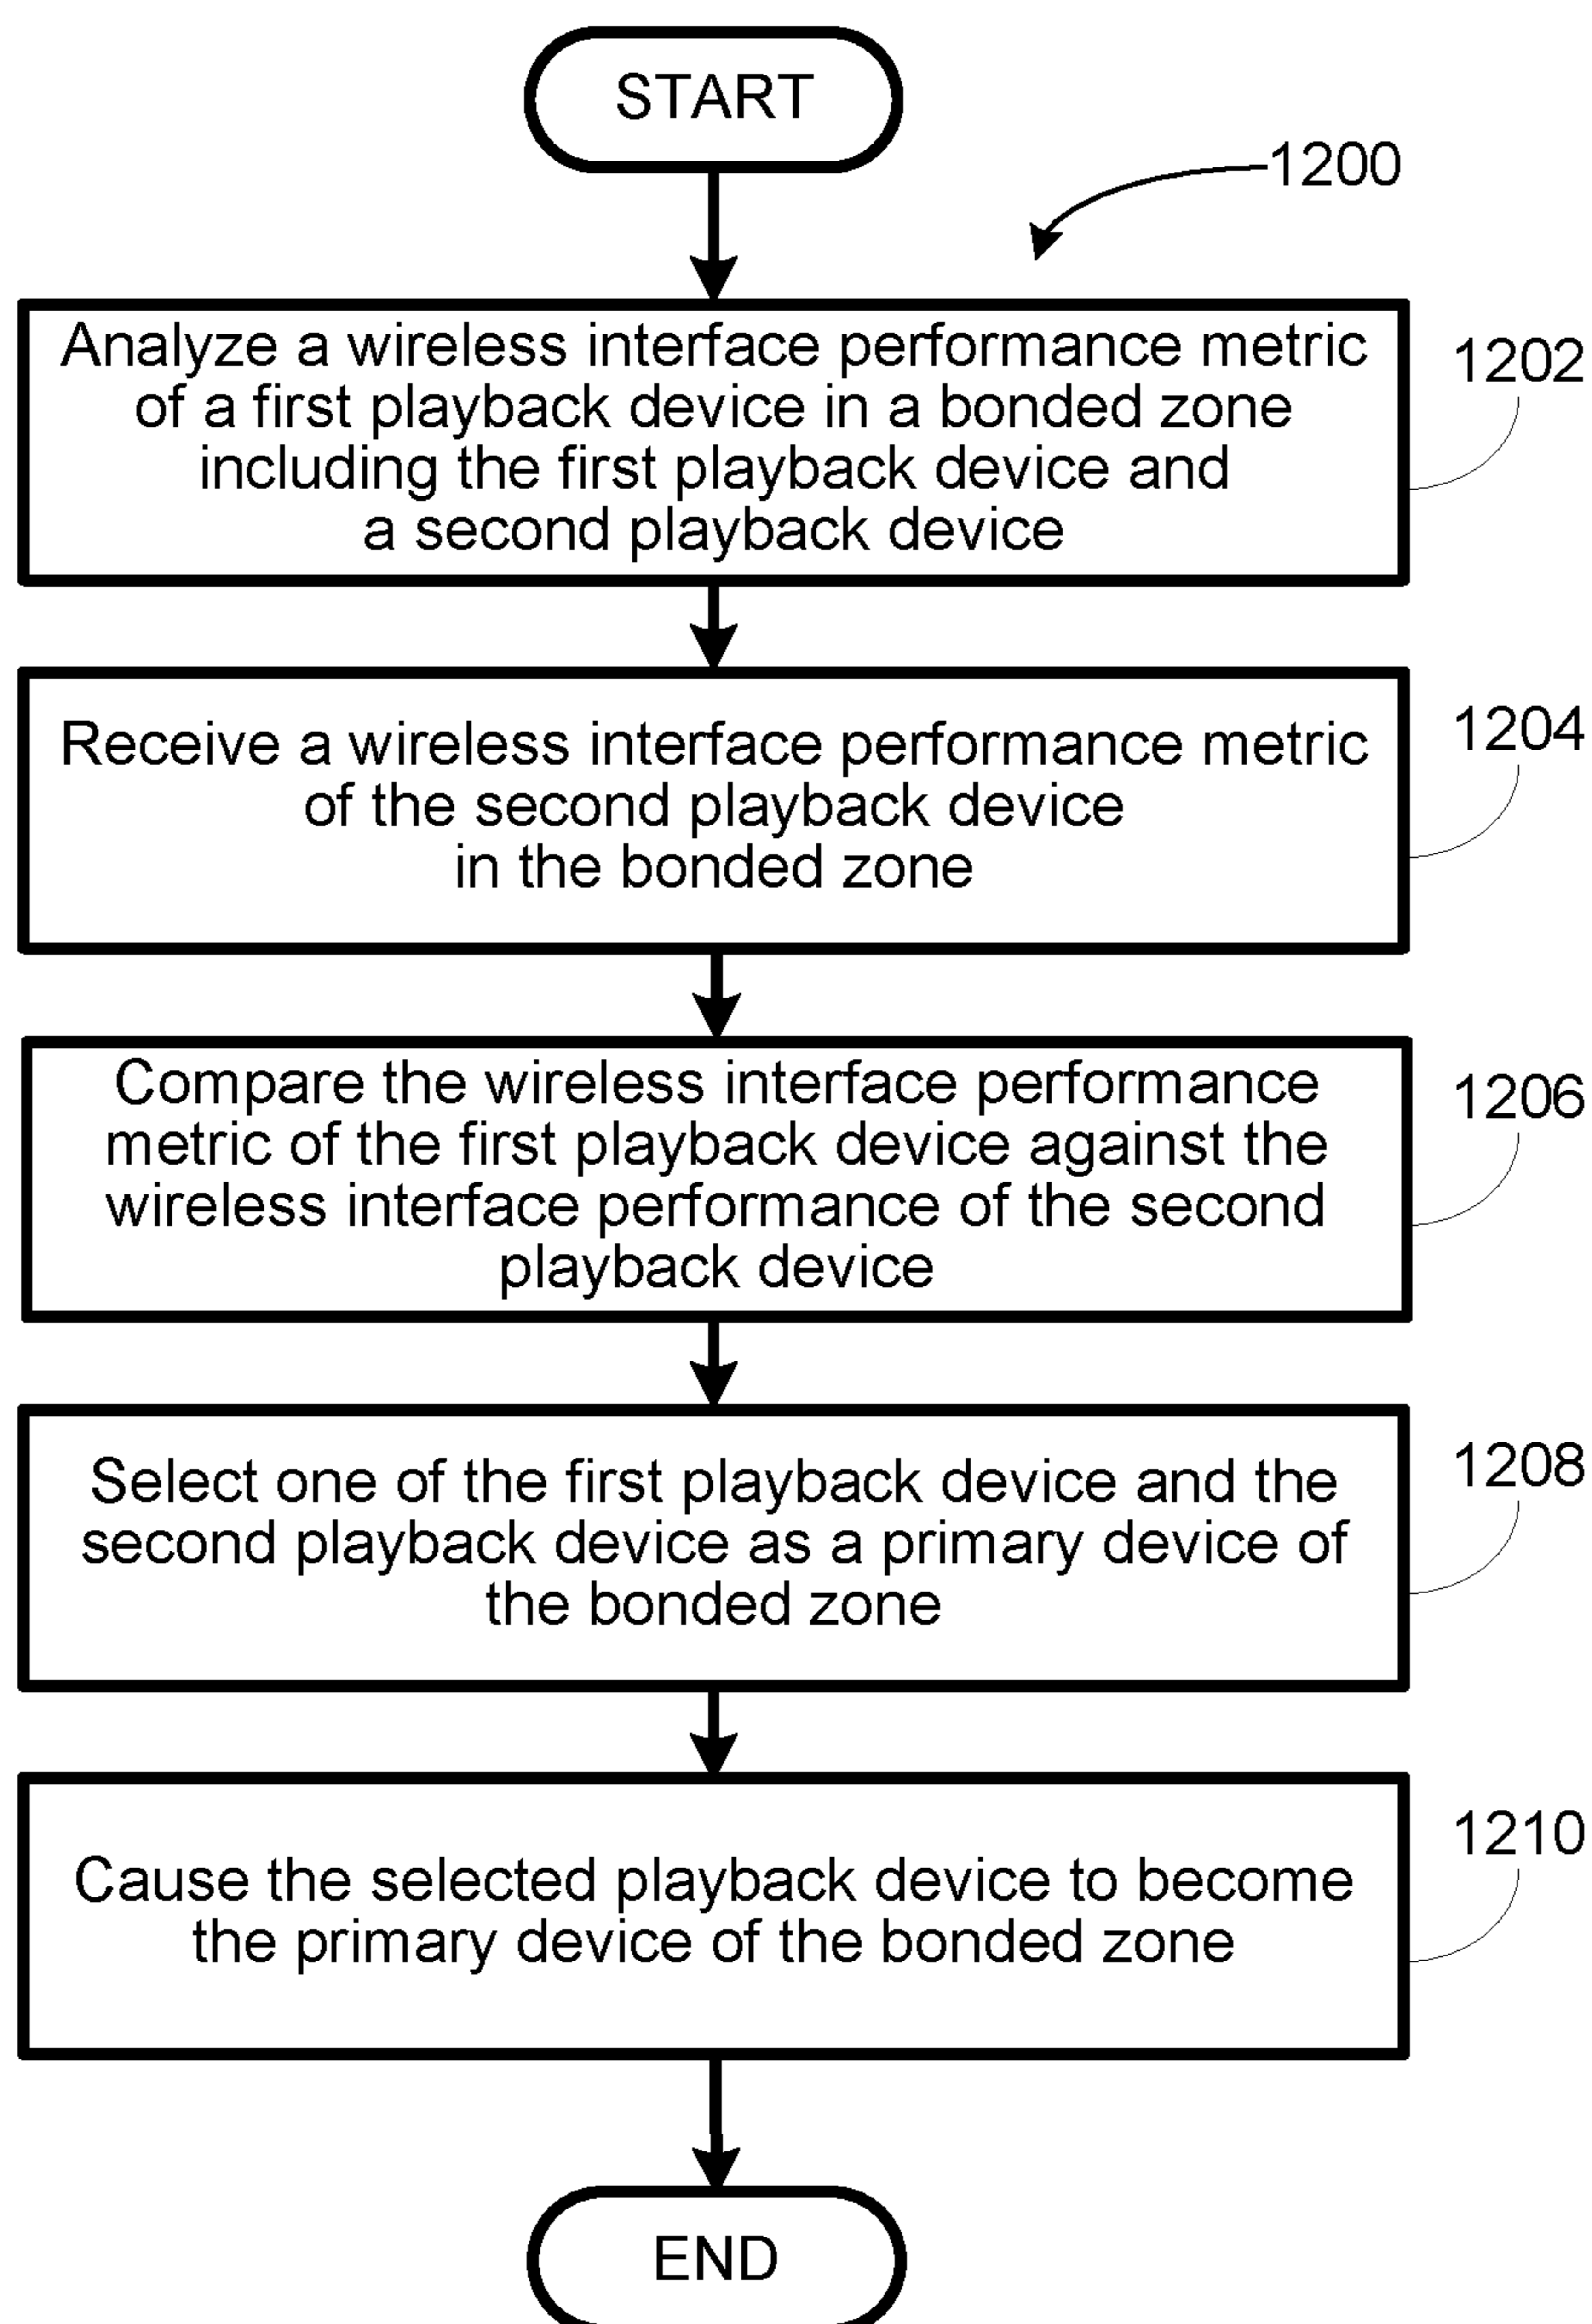 START
1200
Analyze a wireless interface performance metric
of a first playback device in a bonded zone
including the first playback device and
a second playback device
1202
Receive a wireless interface performance metric
of the second playback device
in the bonded zone
1204
Compare the wireless interface performance
metric of the first playback device against the
wireless interface performance of the second
playback device
1206
Select one of the first playback device and the
second playback device as a primary device of
the bonded zone
1208
Cause the selected playback device to become
the primary device of the bonded zone
1210
END